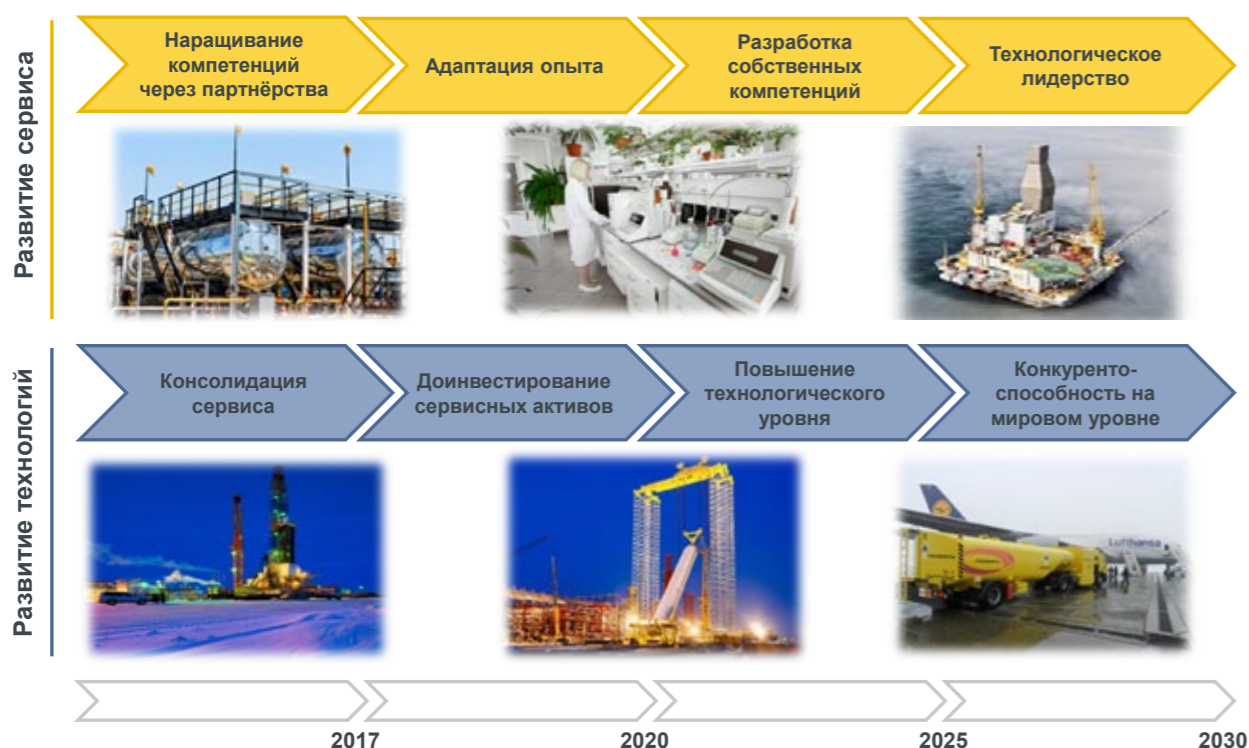 Развитие сервиса
Наращивание
компетенций
через партнёрства
Адаптация опыта
Разработка
собственных
компетенций
Технологическое
лидерство
Развитие технологий
Консолидация
сервиса
Доинвестирование
сервисных активов
Повышение
технологического
уровня
Конкуренто-
способность на
мировом уровне
Lufthansa
2017
2020
2025
2030